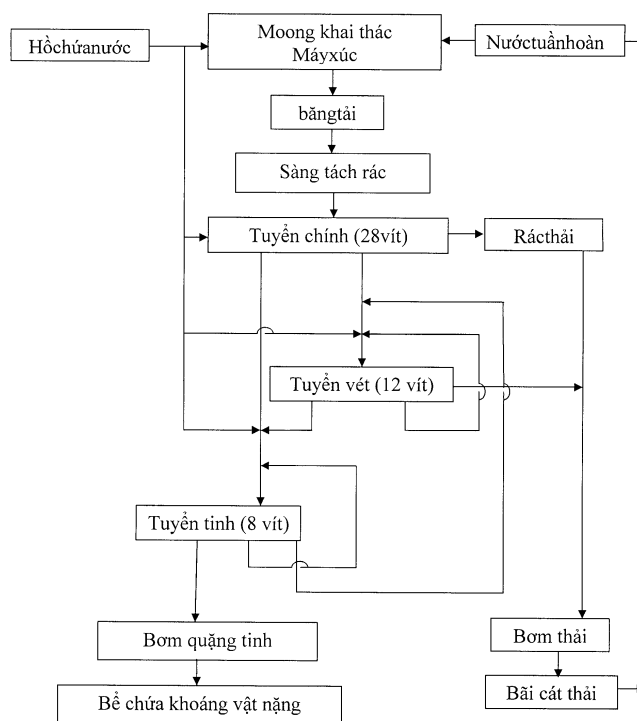 Hồchứanước
Moong khai thác
Máyxúc
Nướctuầnhoàn
băngtải
Sàng tách rác
Tuyển chính (28vít)
Rácthải
Tuyển vét (12 vít)
Tuyển tinh (8 vít)
Bơm quặng tinh
Bơm thải
Bể chứa khoáng vật nặng
Bãi cát thải